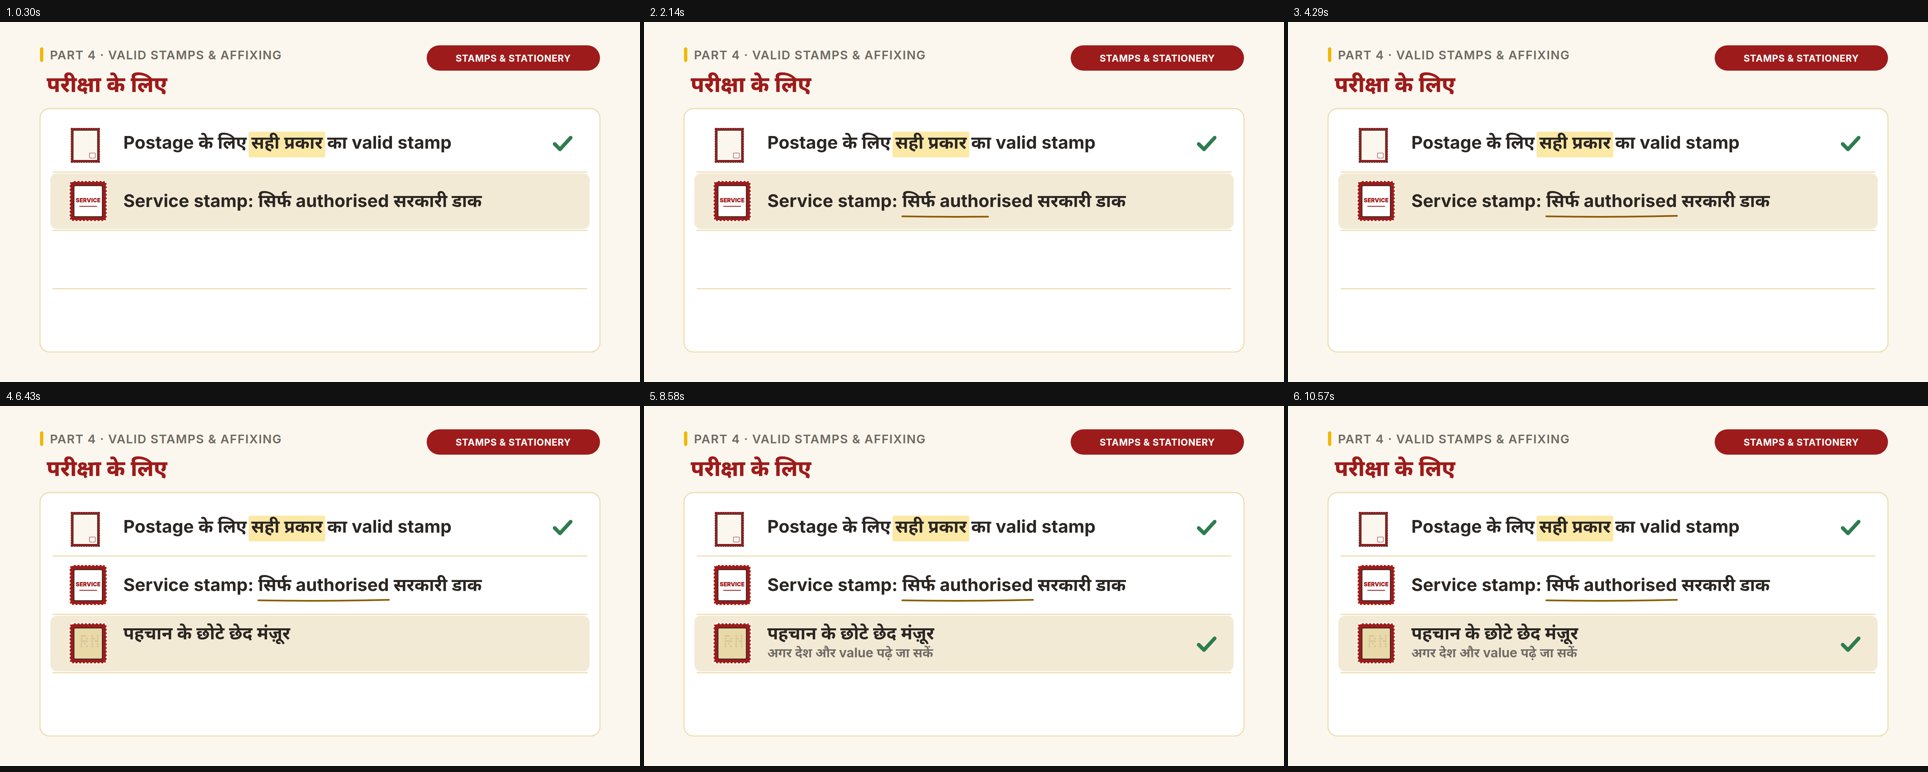 1. 0.30s
PART 4 · VALID STAMPS & AFFIXING
STAMPS & STATIONERY
परीक्षा के लिए
Postage के लिए सही प्रकार का valid stamp
SERVICE
Service stamp: सिर्फ authorised सरकारी डाक
2. 2.14s
PART 4 · VALID STAMPS & AFFIXING
STAMPS & STATIONERY
परीक्षा के लिए
Postage के लिए सही प्रकार का valid stamp
SERVICE
Service stamp: सिर्फ authorised सरकारी डाक
3. 4.29s
PART 4 · VALID STAMPS & AFFIXING
STAMPS & STATIONERY
परीक्षा के लिए
Postage के लिए सही प्रकार का valid stamp
SERVICE
Service stamp: सिर्फ authorised सरकारी डाक
4. 6.43s
PART 4 · VALID STAMPS & AFFIXING
STAMPS & STATIONERY
परीक्षा के लिए
Postage के लिए सही प्रकार का valid stamp
SERVICE
Service stamp: सिर्फ authorised सरकारी डाक
पहचान के छोटे छेद मंज़ूर
5. 8.58s
PART 4 · VALID STAMPS & AFFIXING
STAMPS & STATIONERY
परीक्षा के लिए
Postage के लिए सही प्रकार का valid stamp
SERVICE
Service stamp: सिर्फ authorised सरकारी डाक
पहचान के छोटे छेद मंज़ूर
अगर देश और value पढ़े जा सकें
6. 10.57s
PART 4 · VALID STAMPS & AFFIXING
STAMPS & STATIONERY
परीक्षा के लिए
Postage के लिए सही प्रकार का valid stamp
SERVICE
Service stamp: सिर्फ authorised सरकारी डाक
पहचान के छोटे छेद मंज़ूर
अगर देश और value पढ़े जा सकें